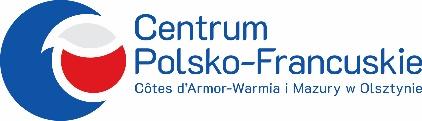 Centrum
Polsko-Francuskie
Côtes d'Armor-Warmia i Mazury w Olsztynie